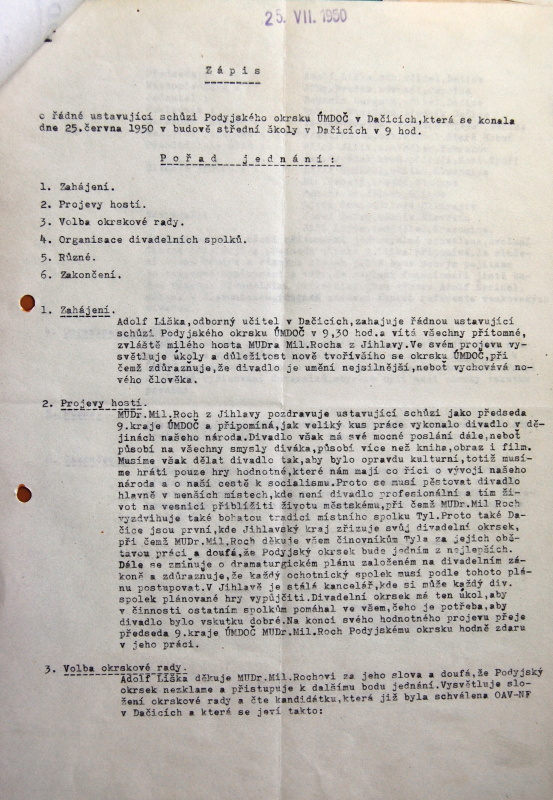 25. VII. 1950
Zápis
o řádné ustavující schůzi Podyjského okrsku ÚMDOČ v Dačicích,která se konala
dne 25.června 1950 v budově střední školy v Dačicích v 9 hod.
Pořad jednání:
1. Zahájení.
2. Projevy hostí.
3. Volba okrskové rady.
4. Organisace divadelních spolků.
5. Různé.
6. Zakončení.
1. Zahájení.
Adolf Liška,odborný učitel v Dačicích,zahajuje řádnou ustavující
schůzi Podyjského okrsku ÚMDOČ v 9,30 hod.a vítá všechny přítomné,
zvláště milého hosta MUDra Mil.Rocha z Jihlavy.Ve svém projevu vy-
světluje úkoly a důležitost nově tvořivšího se okrsku ÚMDOČ,při
čemž zdůrazňuje,že divadlo je umění nejsilnější,neboť vychovává no-
vého člověka.
2. Projevy hostí.
MUDr.Mil.Roch z Jihlavy pozdravuje ustavující schůzi jako předseda
9.kraje ÚMDOČ a připomíná,jak veliký kus práce vykonalo divadlo v dě-
jinách našeho národa.Divadlo však má své mocné poslání dále,neboť
působí na všechny smysly diváka,působí více než kniha,obraz i film.
Musíme však dělat divadlo tak,aby bylo opravdu kulturní,totiž musí-
me hráti pouze hry hodnotné,které nám mají co říci o vývoji našeho
národa a o naší cestě k socialismu.Proto se musí pěstovat divadlo
hlavně v menších místech,kde není divadlo profesionální a tím ži-
vot na vesnici přiblížiti životu městskému,při čemž MUDr.Mil Roch
vyzdvihuje také bohatou tradici místního spolku Tyl.Proto také Da-
čice jsou první,kde Jihlavský kraj zřizuje svůj divadelní okrsek,
při čemž MUDr.Mil.Roch děkuje všem činovníkům Tyla za jejich obě-
tavou práci a doufá,že Podyjský okrsek bude jedním z nejlepších.
Dále se zmiňuje o dramaturgickém plánu založeném na divadelním zá-
koně a zdůrazňuje,že každý ochotnický spolek musí podle tohoto plá-
nu postupovat.V Jihlavě je stálá kancelář,kde si může každý div.
spolek plánované hry vypůjčiti.Divadelní okrsek má ten úkol,aby
v činnosti ostatním spolkům pomáhal ve všem,čeho je potřeba,aby
divadlo bylo vskutku dobré.Na konci svého hodnotného projevu přeje
předseda 9.kraje ÚMDOČ MUDr.Mil.Roch Podyjskému okrsku hodně zdaru
v jeho práci.
3. Volba okrskové rady.
Adolf Liška děkuje MUDr.Mil.Rochovi za jeho slova a doufá,že Podyjský
okrsek nezklame a přistupuje k dalšímu bodu jednání.Vysvětluje slo-
žení okrskové rady a čte kandidátku,která již byla schválena OAV-NF
v Dačicích a která se jeví takto: